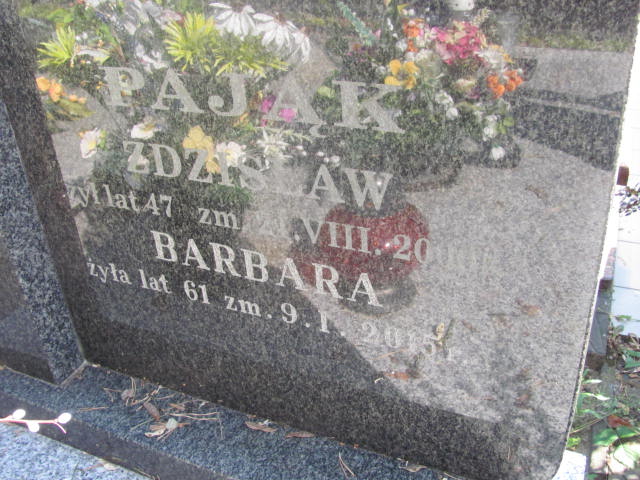 PAJĄK
ZDZISŁAW
żył lat 47 zm. VIII.
BARBARA
żyła lat 61 zm. 9. I. 2015 r.